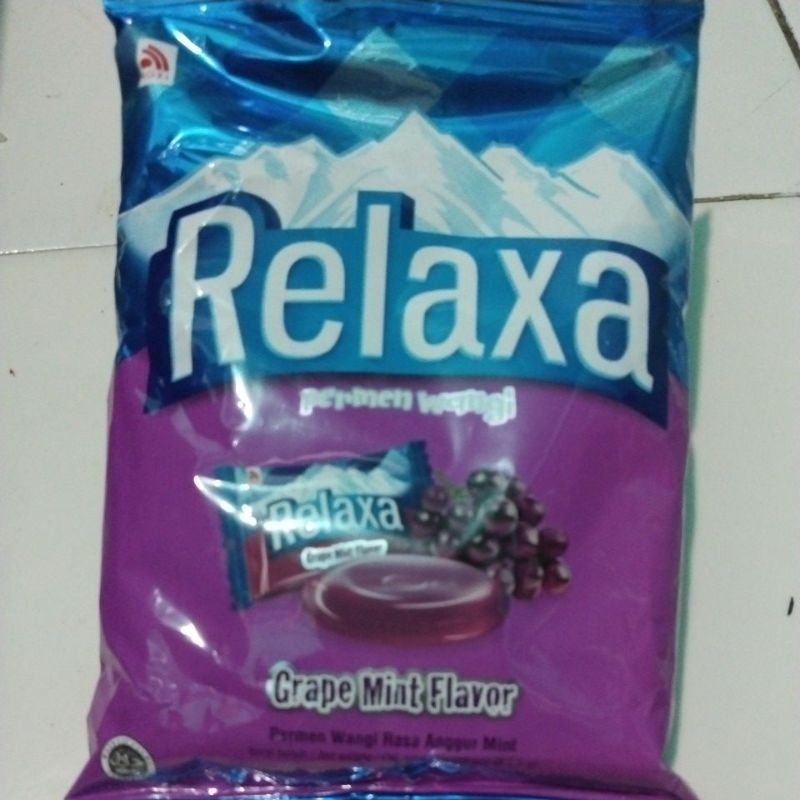 Relaxa
permen wangi
Relaxa
Grape Mint Flavor
Grape Mint Flavor
Permen Wangi Rasa Anggur Mint